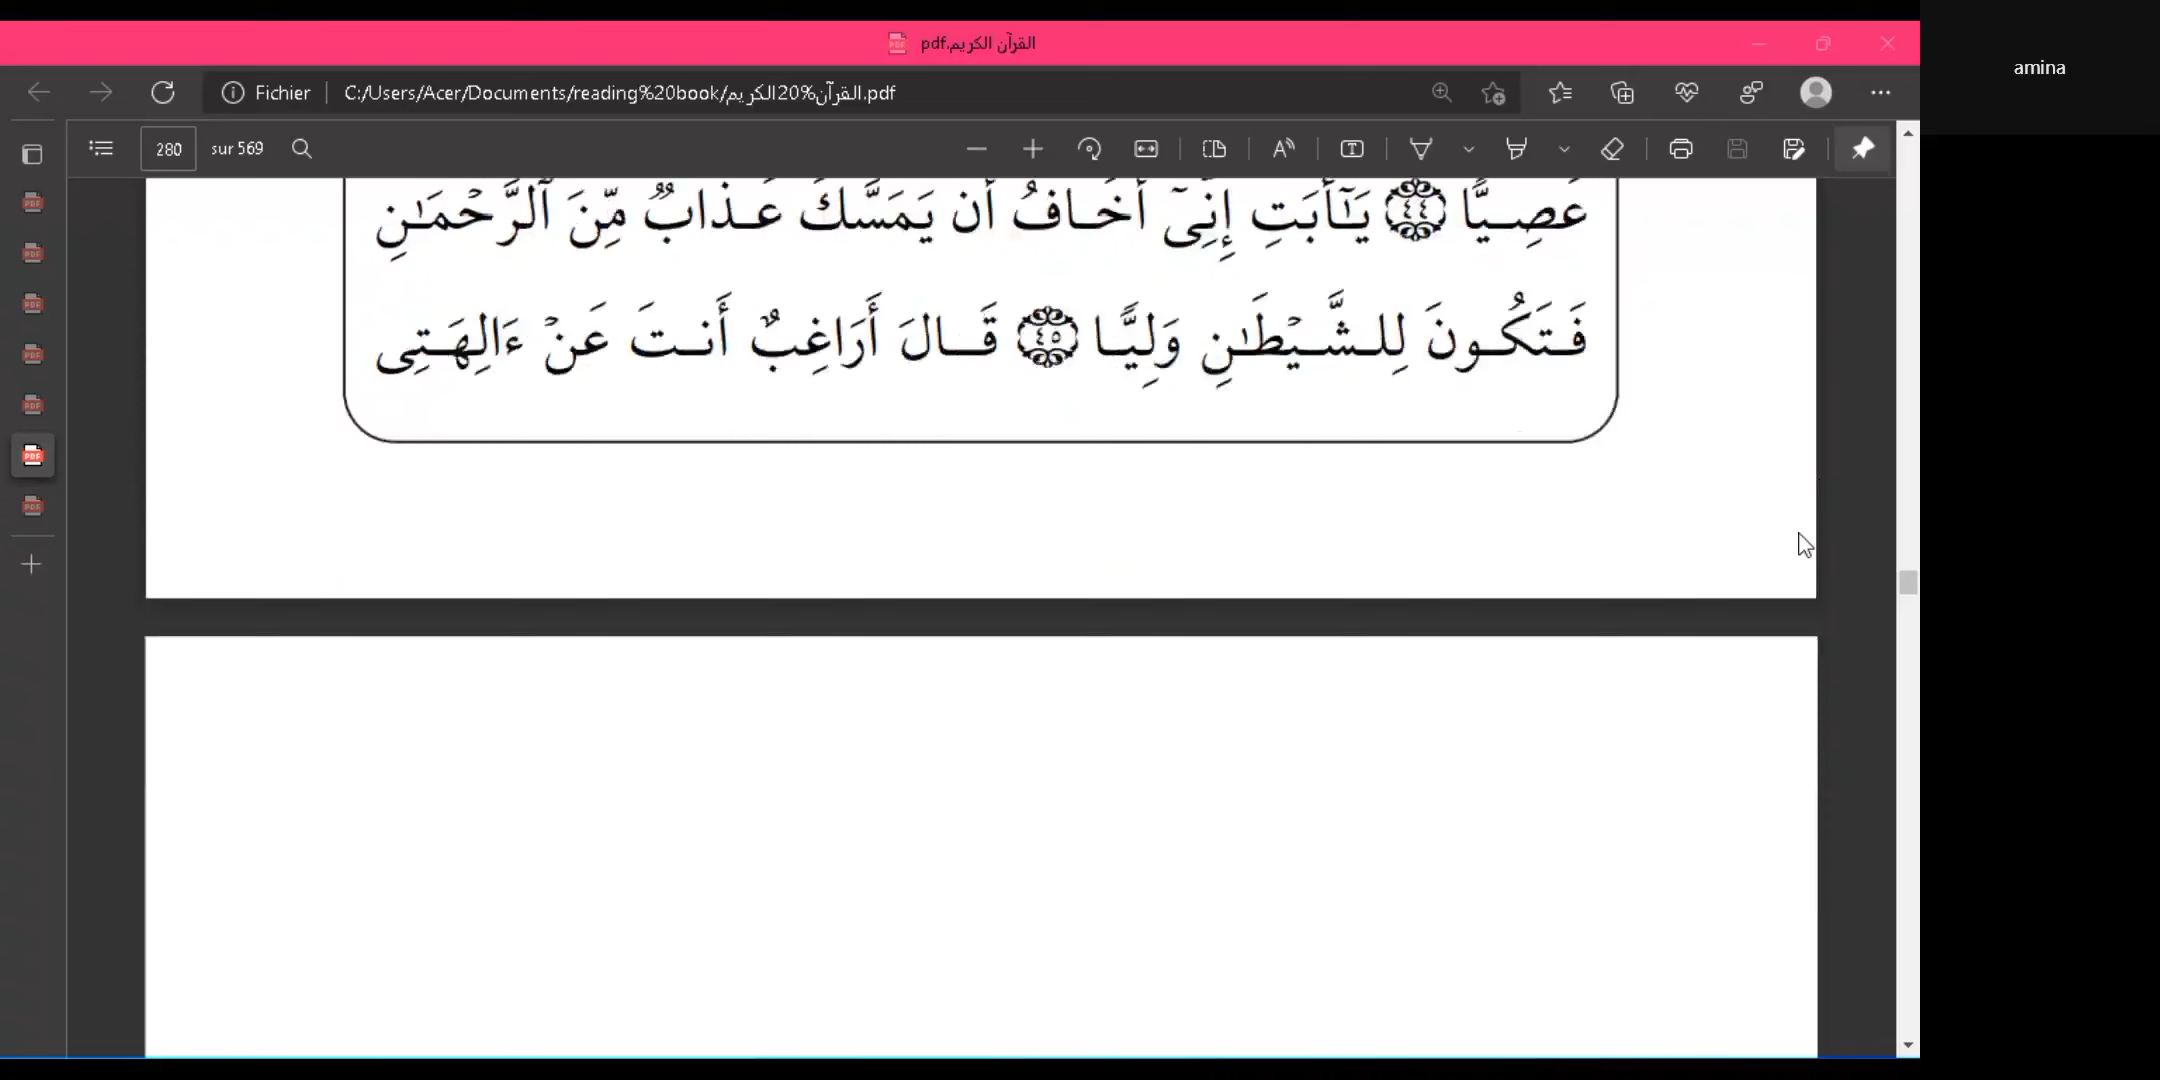 القرآن الكريم.pdf
amina
Fichier
C:/Users/Acer/Documents/reading%20book/القرآن%20الكريم.pdf
280 sur 569
عَصِيًّا ٤٤ يَـٰٓأَبَتِ إِنِّىٓ أَخَافُ أَن يَمَسَّكَ عَذَابٌ مِّنَ ٱلرَّحْمَـٰنِ
فَتَكُونَ لِلشَّيْطَـٰنِ وَلِيًّا ٤٥ قَالَ أَرَاغِبٌ أَنتَ عَنْ ءَالِهَتِى